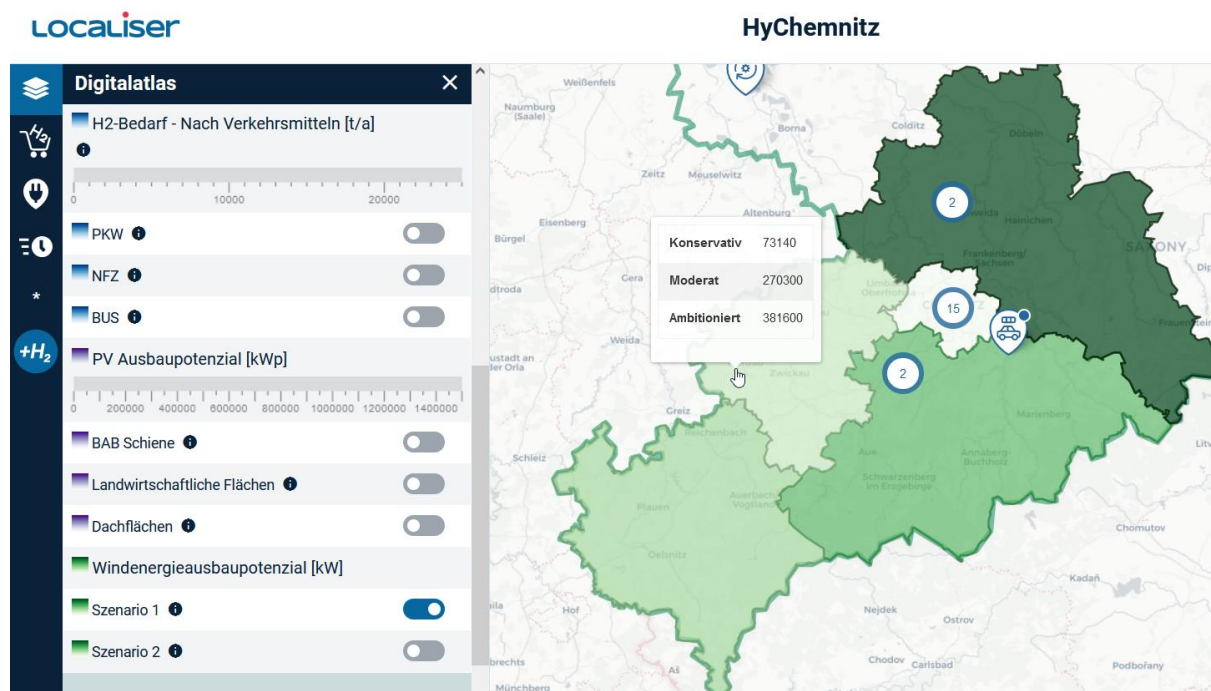 LOCALISER
HyChemnitz
Digitalatlas
H2-Bedarf - Nach Verkehrsmitteln [t/a]
0 10000 20000
PKW
NFZ
BUS
PV Ausbaupotenzial [kWp]
0 200000 400000 600000 800000 1000000 1200000 1400000
BAB Schiene
Landwirtschaftliche Flächen
Dachflächen
Windenergieausbaupotenzial [kW]
Szenario 1
Szenario 2
H2
*
+H2
Weißenfels
Naumburg
(Saale)
Borna
Colditz
Döbeln
Zeitz
Meuselwitz
Altenburg
2
Hainichen
Eisenberg
Bürgel
Frankenberg/
Sachsen
SAXONY
Konservativ 73140
Moderat 270300
Ambitioniert 381600
Gera
15
Weida
Zwickau
2
Greiz
Reichenbach
Marienberg
Schleiz
Aue
Annaberg-
Buchholz
Schwarzenberg
im Erzgebirge
Plauen
Auerbach
Vogtland
Chomutov
Oelsnitz
Kadaň
Hof
Nejdek
Ostrov
Aš
Chodov
Carlsbad
Podbořany
Münchberg